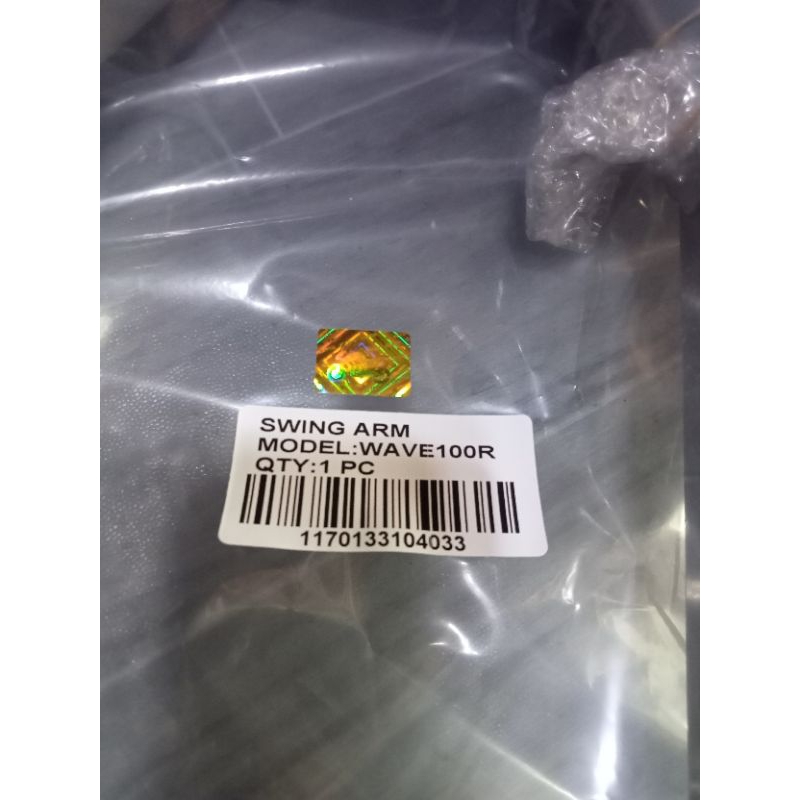 SWING ARM
MODEL:WAVE100R
QTY:1 PC
1170133104033